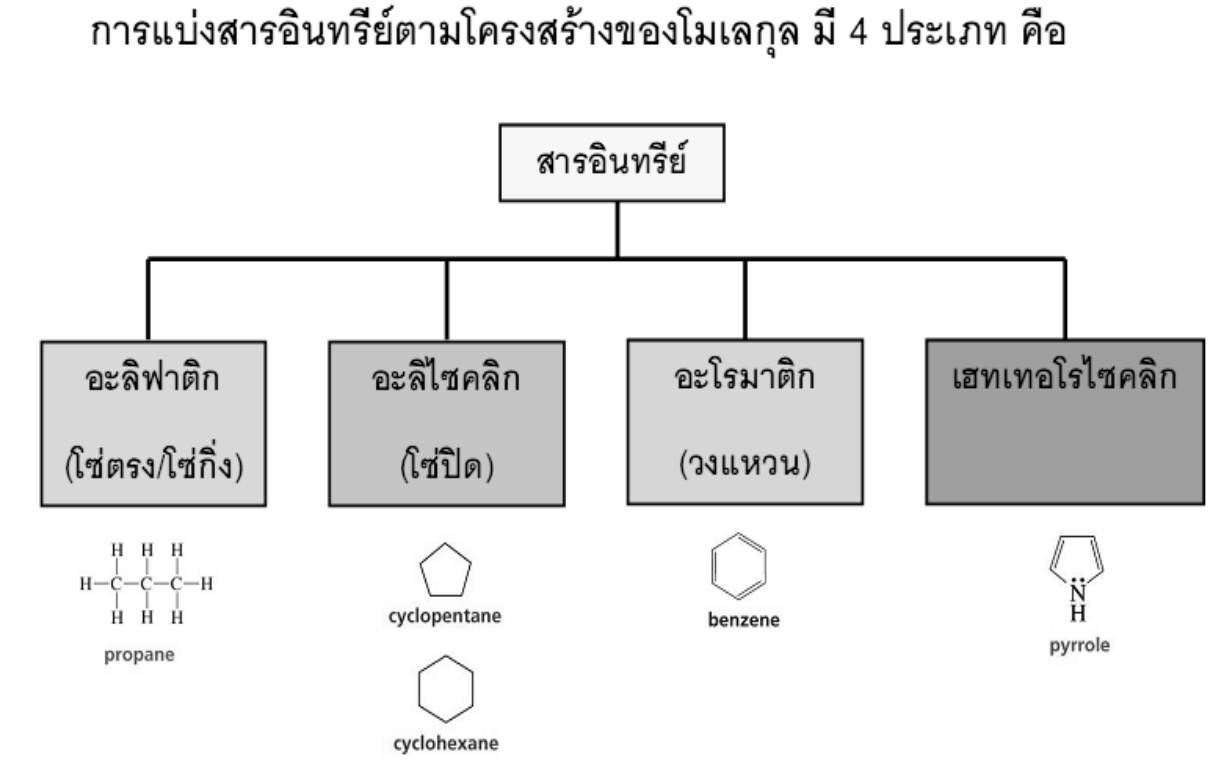 การแบ่งสารอินทรีย์ตามโครงสร้างของโมเลกุล มี 4 ประเภท คือ
สารอินทรีย์
อะลิฟาติก
(โซ่ตรง/โซ่กิ่ง)
อะลิไซคลิก
(โซ่ปิด)
อะโรมาติก
(วงแหวน)
เฮทเทอโรไซคลิก
H H H
H–C–C–C–H
H H H
propane
cyclopentane
cyclohexane
benzene
N
H
pyrrole